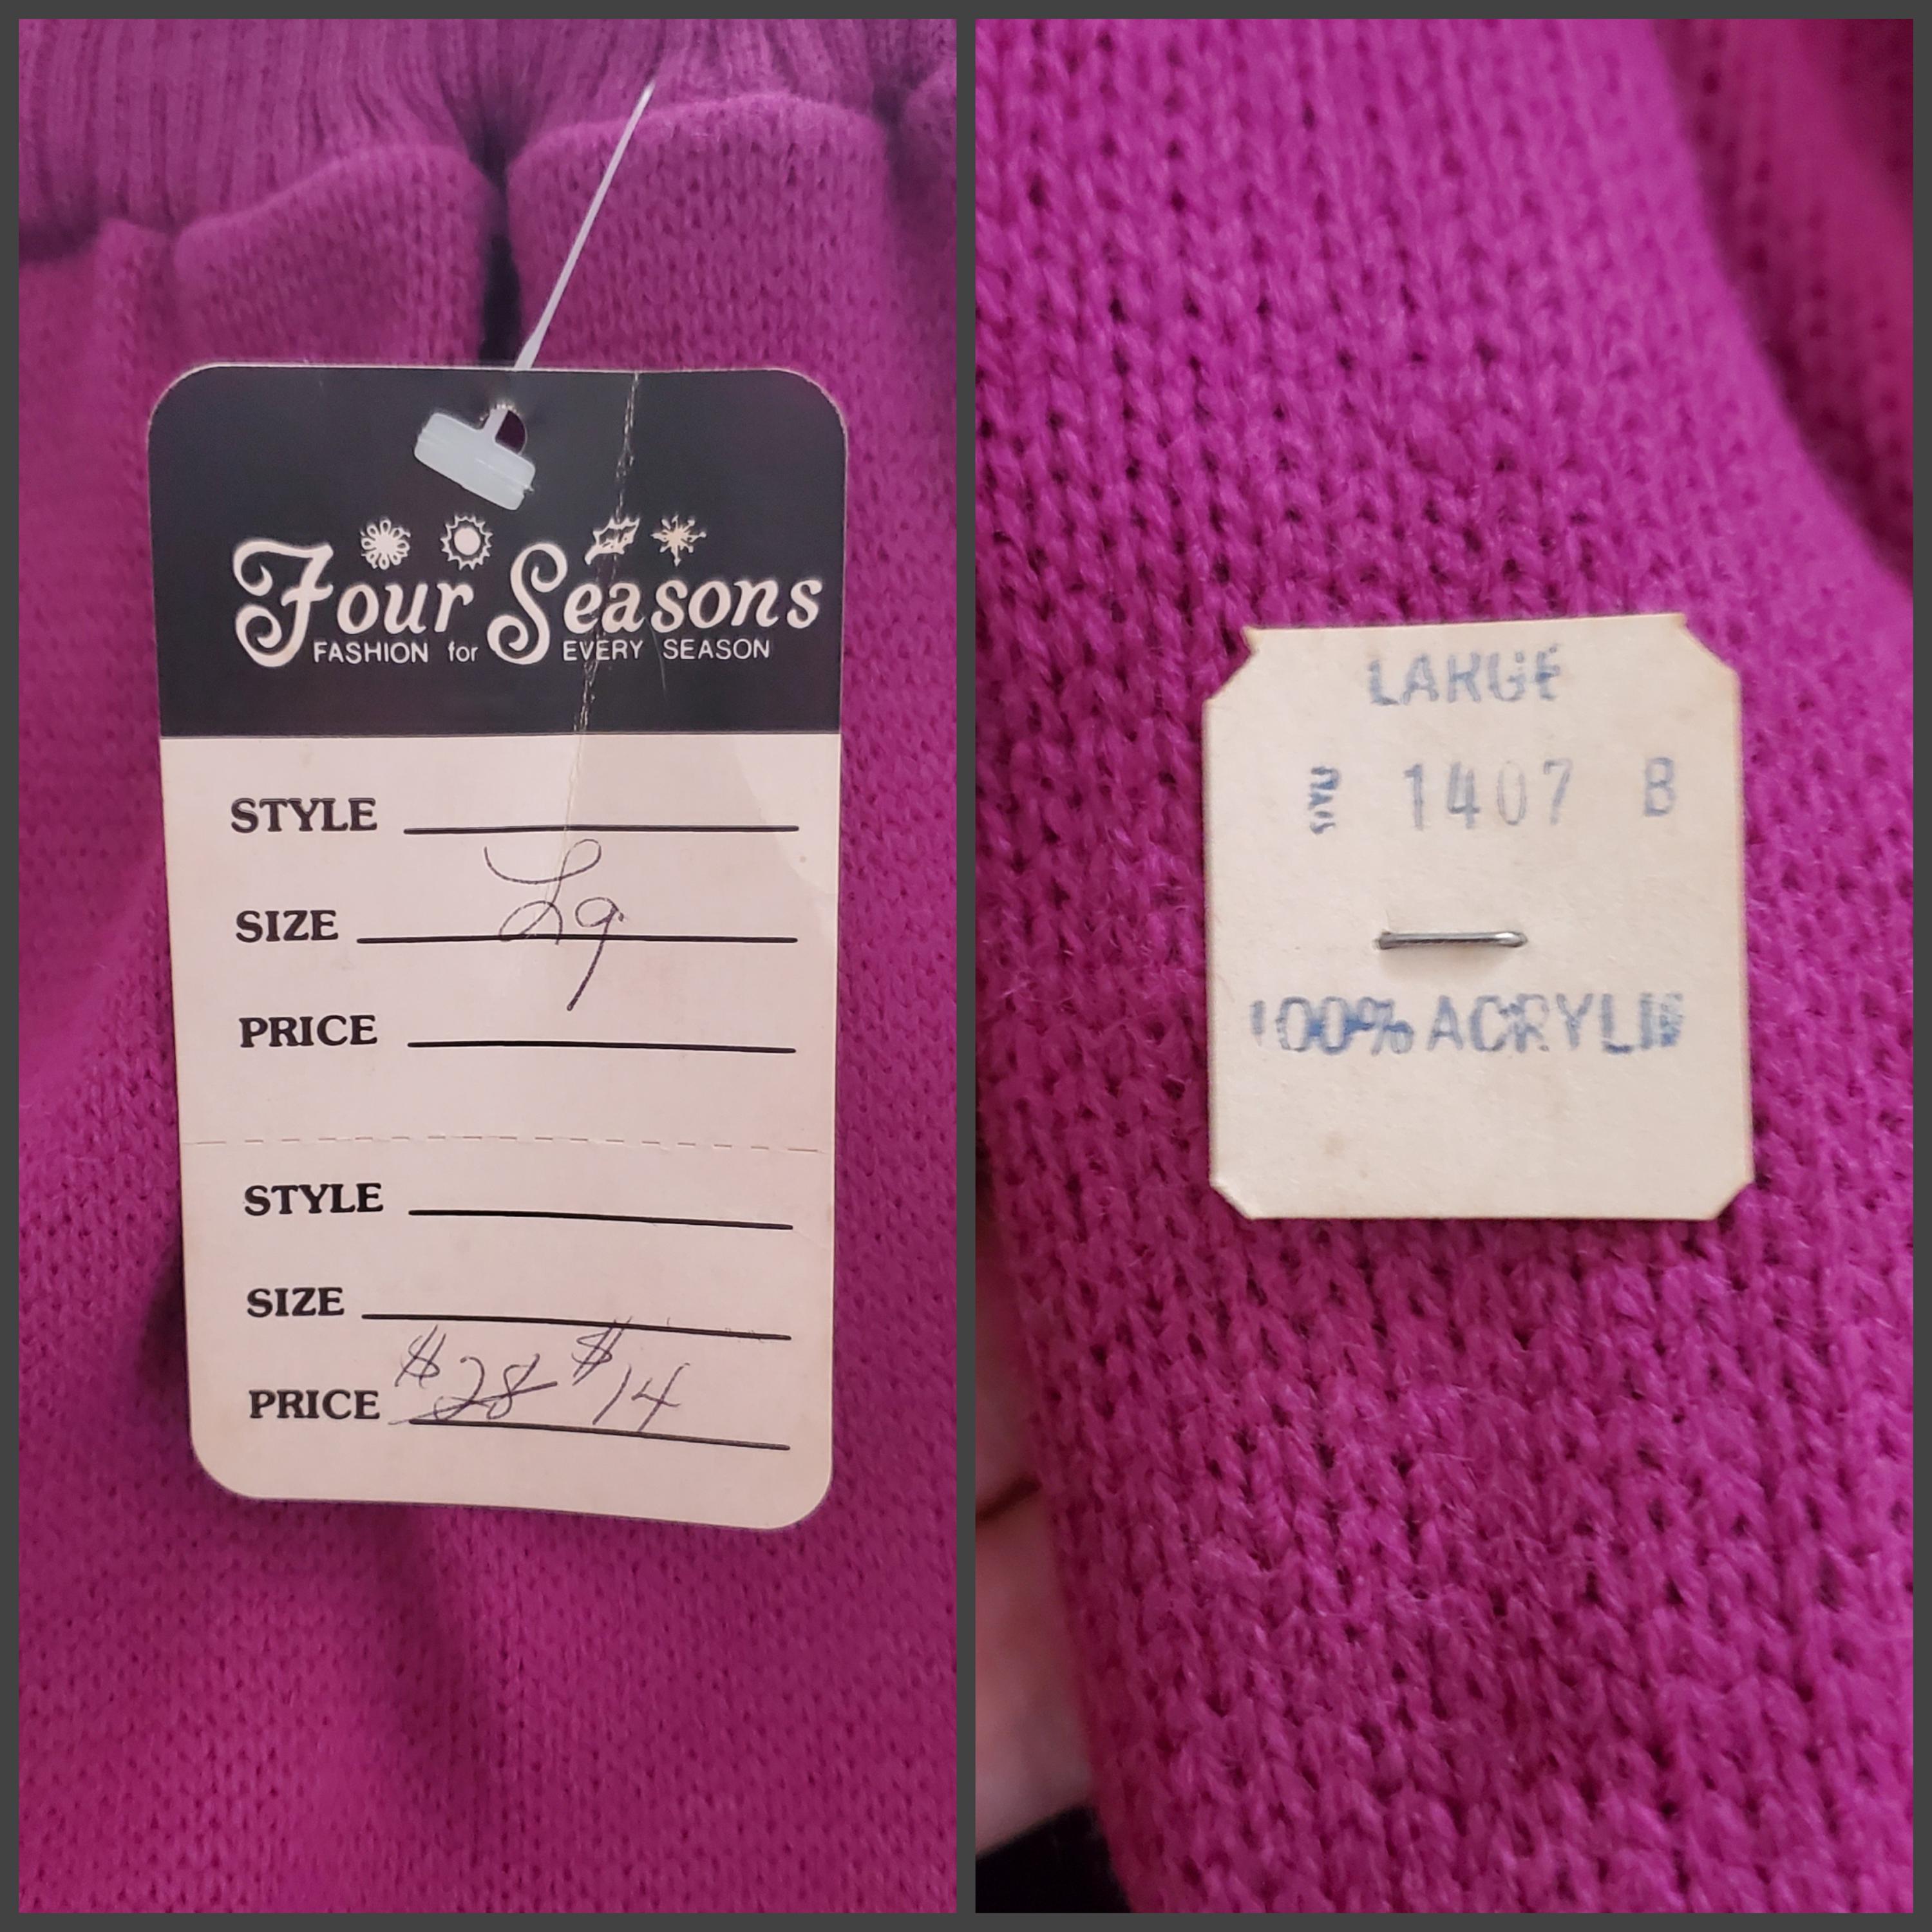 Four Seasons
FASHION for EVERY SEASON
STYLE
SIZE Lg
PRICE
STYLE
SIZE
PRICE $28 $14
LARGE
1407 B
100% ACRYLIC